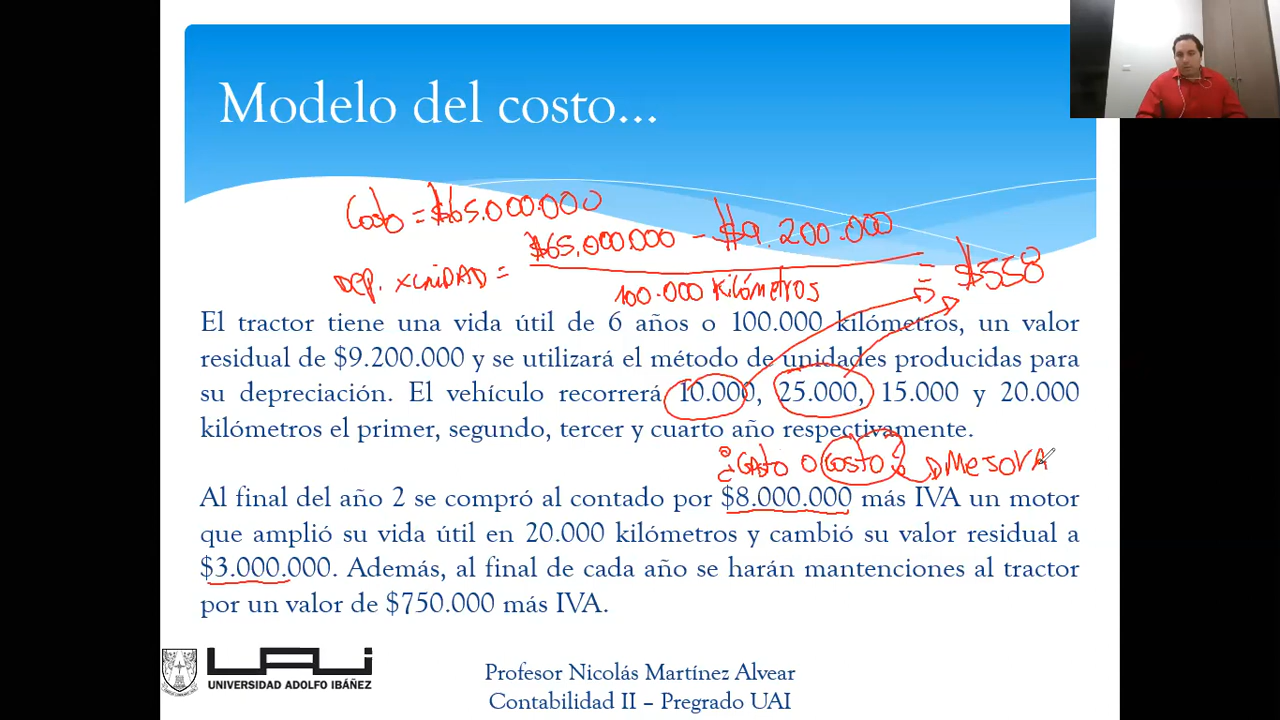 Modelo del costo...
Costo = $65.000.000
$65.000.000 - $9.200.000
DEP. x UNIDAD = = $558
100.000 Kilómetros
El tractor tiene una vida útil de 6 años o 100.000 kilómetros, un valor
residual de $9.200.000 y se utilizará el método de unidades producidas para
su depreciación. El vehículo recorrerá 10.000, 25.000, 15.000 y 20.000
kilómetros el primer, segundo, tercer y cuarto año respectivamente.
¿Gasto o costo? MEJORA
Al final del año 2 se compró al contado por $8.000.000 más IVA un motor
que amplió su vida útil en 20.000 kilómetros y cambió su valor residual a
$3.000.000. Además, al final de cada año se harán mantenciones al tractor
por un valor de $750.000 más IVA.
UAI
UNIVERSIDAD ADOLFO IBÁÑEZ
Profesor Nicolás Martínez Alvear
Contabilidad II – Pregrado UAI